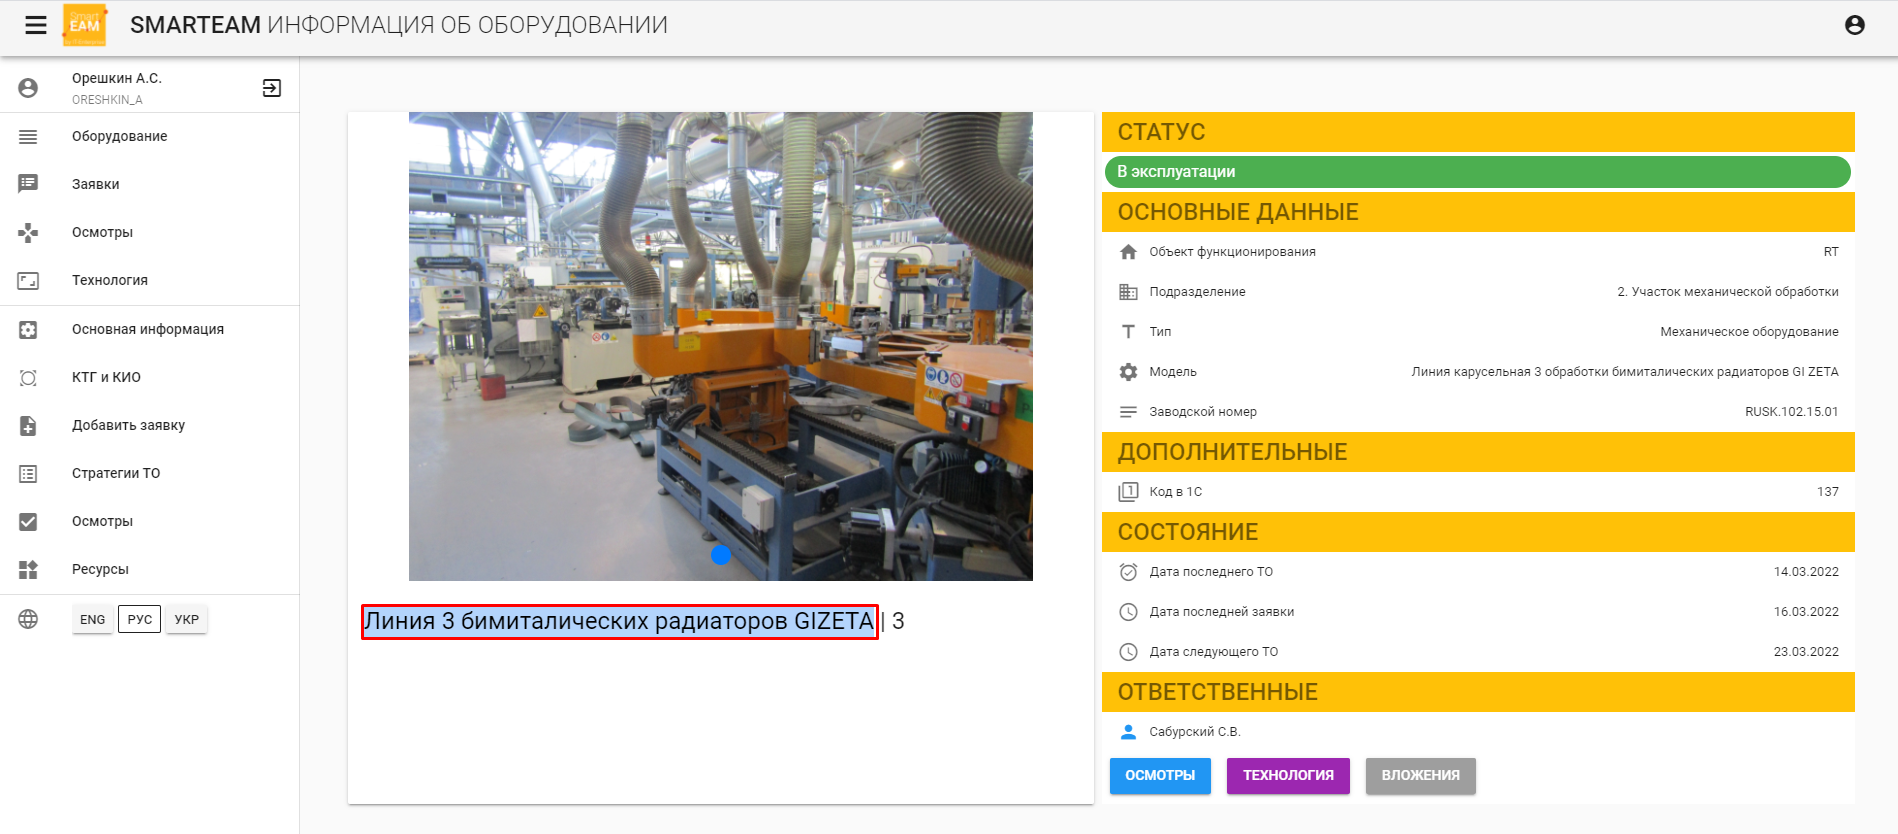 Smart
EAM
SMARTEAM ИНФОРМАЦИЯ ОБ ОБОРУДОВАНИИ
Орешкин А.С.
ORESHKIN_A
Оборудование
Заявки
Осмотры
Технология
Основная информация
КТГ и КИО
Добавить заявку
Стратегии ТО
Осмотры
Ресурсы
ENG РУС УКР
Линия 3 бимиталических радиаторов GIZETA | 3
СТАТУС
В эксплуатации
ОСНОВНЫЕ ДАННЫЕ
Объект функционирования RT
Подразделение 2. Участок механической обработки
Тип Механическое оборудование
Модель Линия карусельная 3 обработки бимиталических радиаторов GI ZETA
Заводской номер RUSK.102.15.01
ДОПОЛНИТЕЛЬНЫЕ
Код в 1С 137
СОСТОЯНИЕ
Дата последнего ТО 14.03.2022
Дата последней заявки 16.03.2022
Дата следующего ТО 23.03.2022
ОТВЕТСТВЕННЫЕ
Сабурский С.В.
ОСМОТРЫ ТЕХНОЛОГИЯ ВЛОЖЕНИЯ